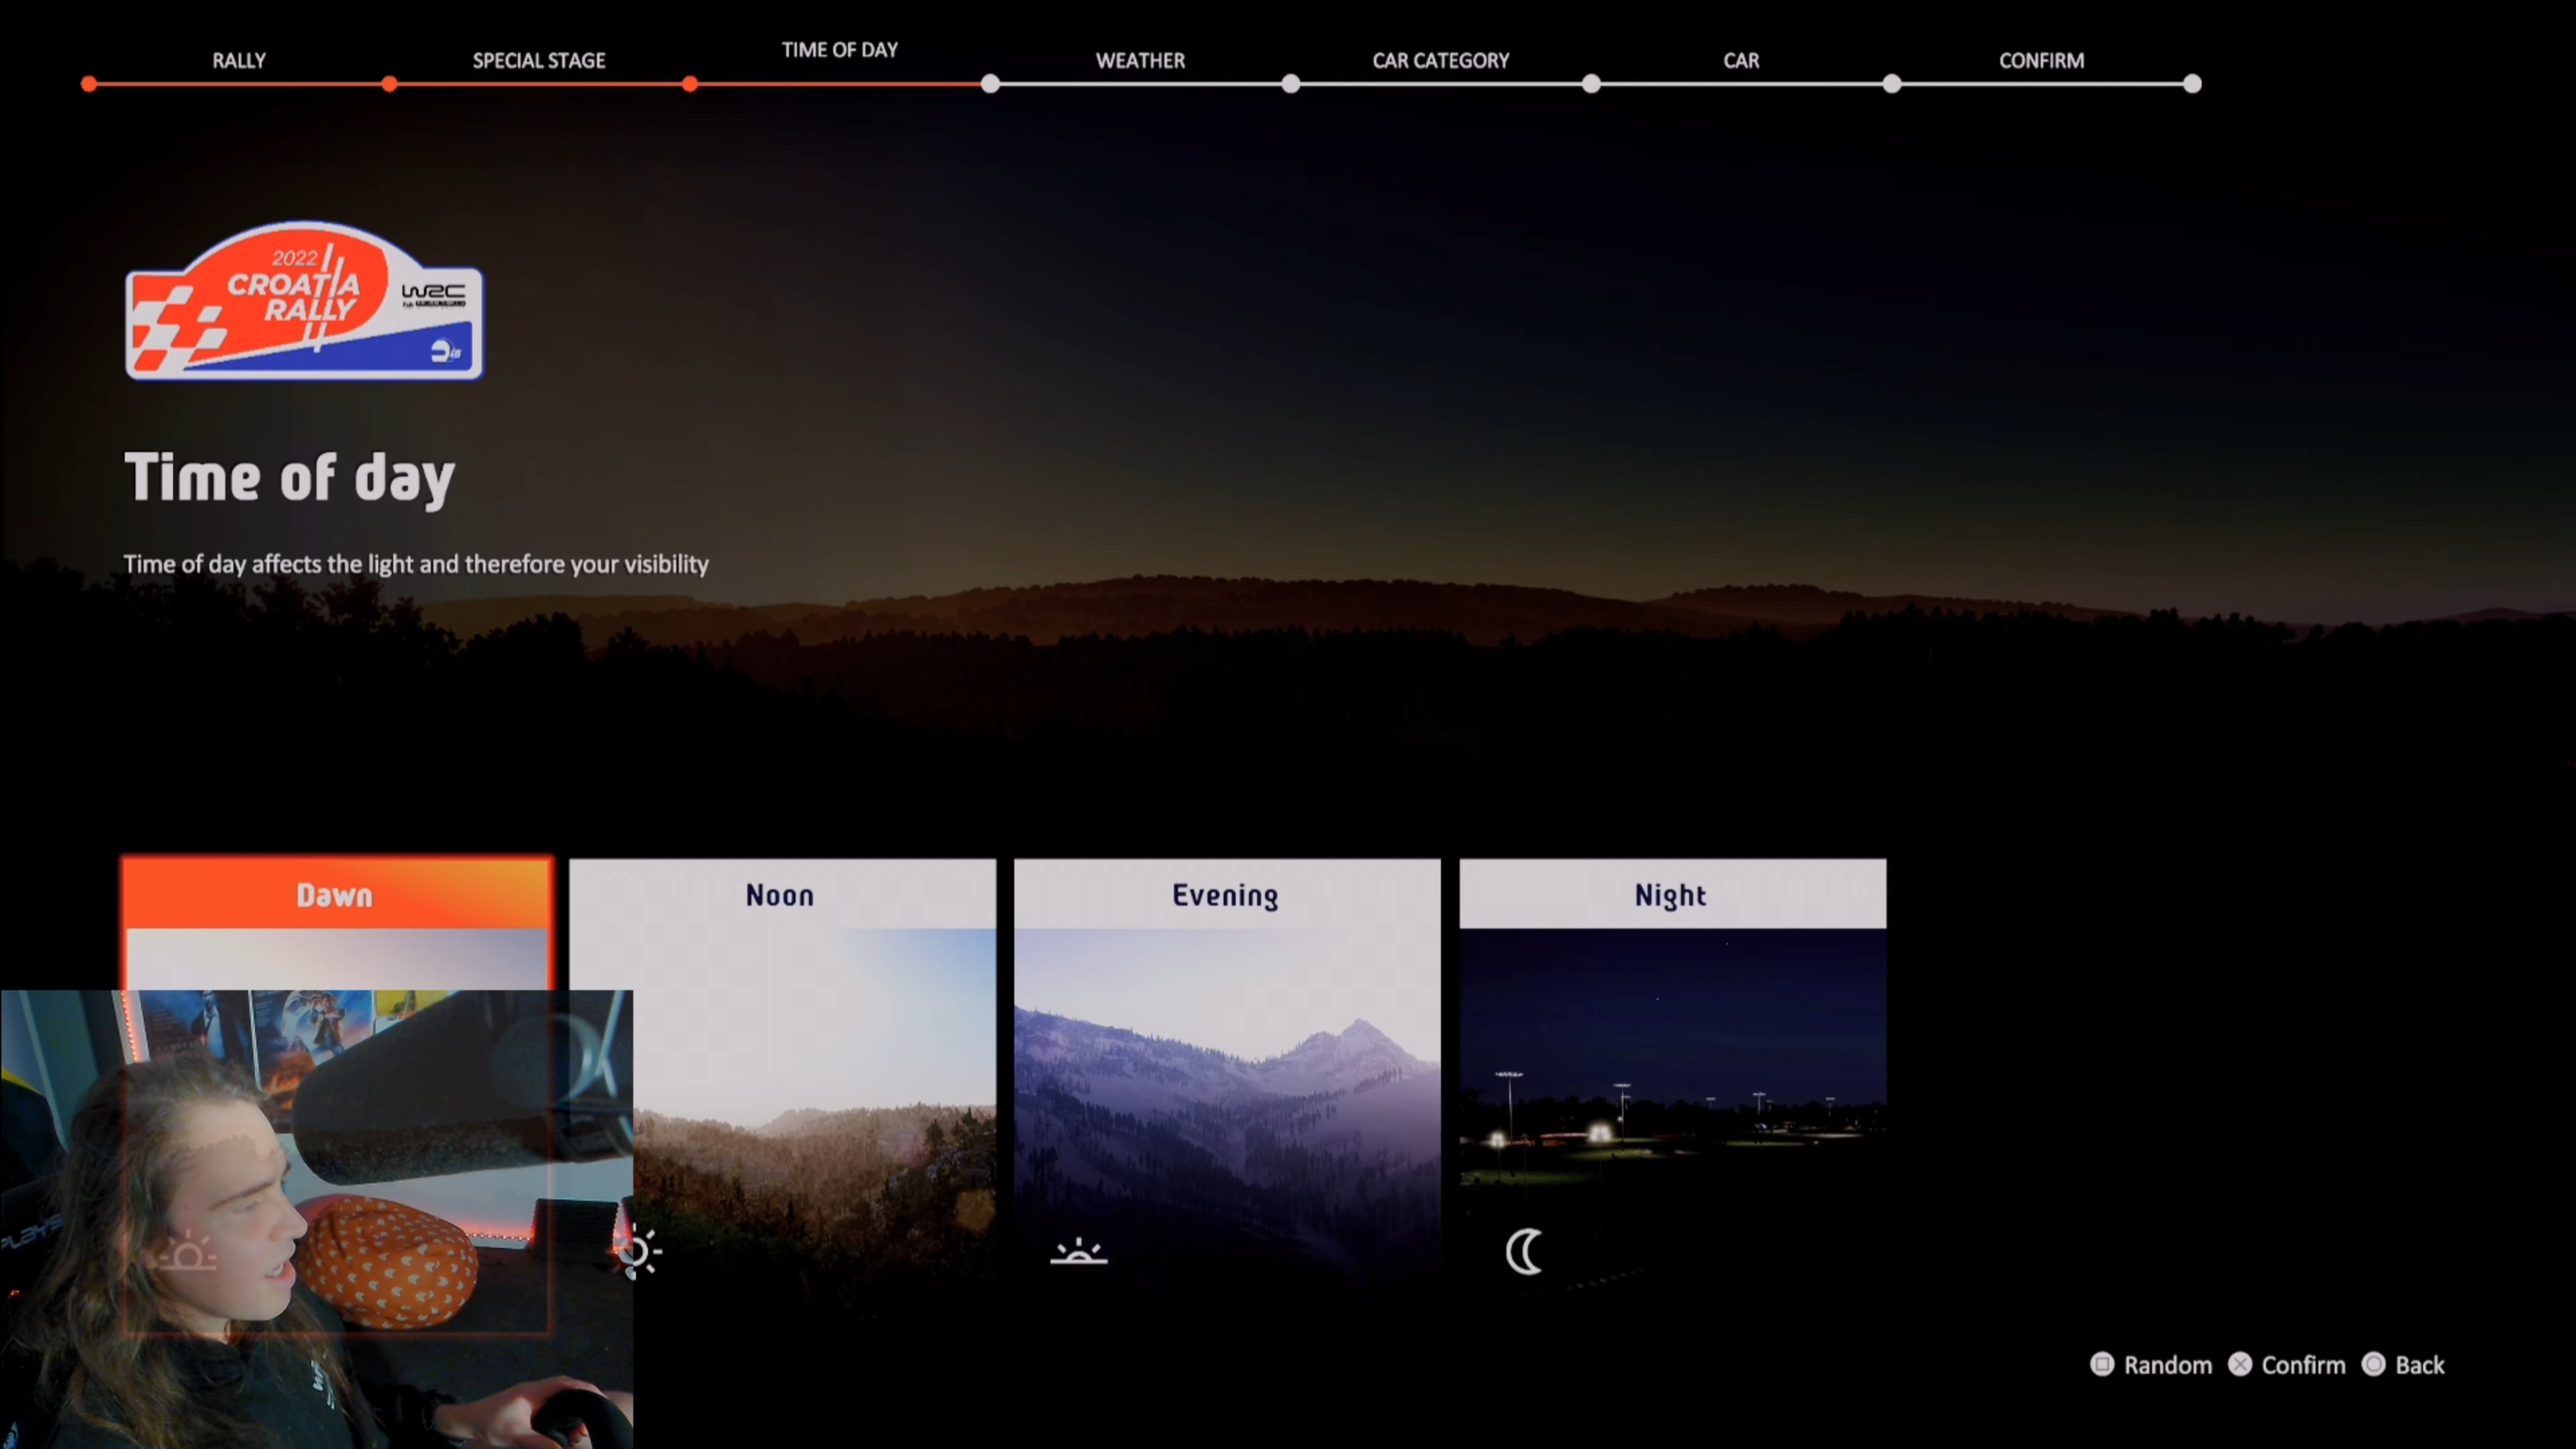 RALLY
SPECIAL STAGE
TIME OF DAY
WEATHER
CAR CATEGORY
CAR
CONFIRM
2022
CROATIA
RALLY
WRC
Time of day
Time of day affects the light and therefore your visibility
Dawn
Noon
Evening
Night
Random
Confirm
Back